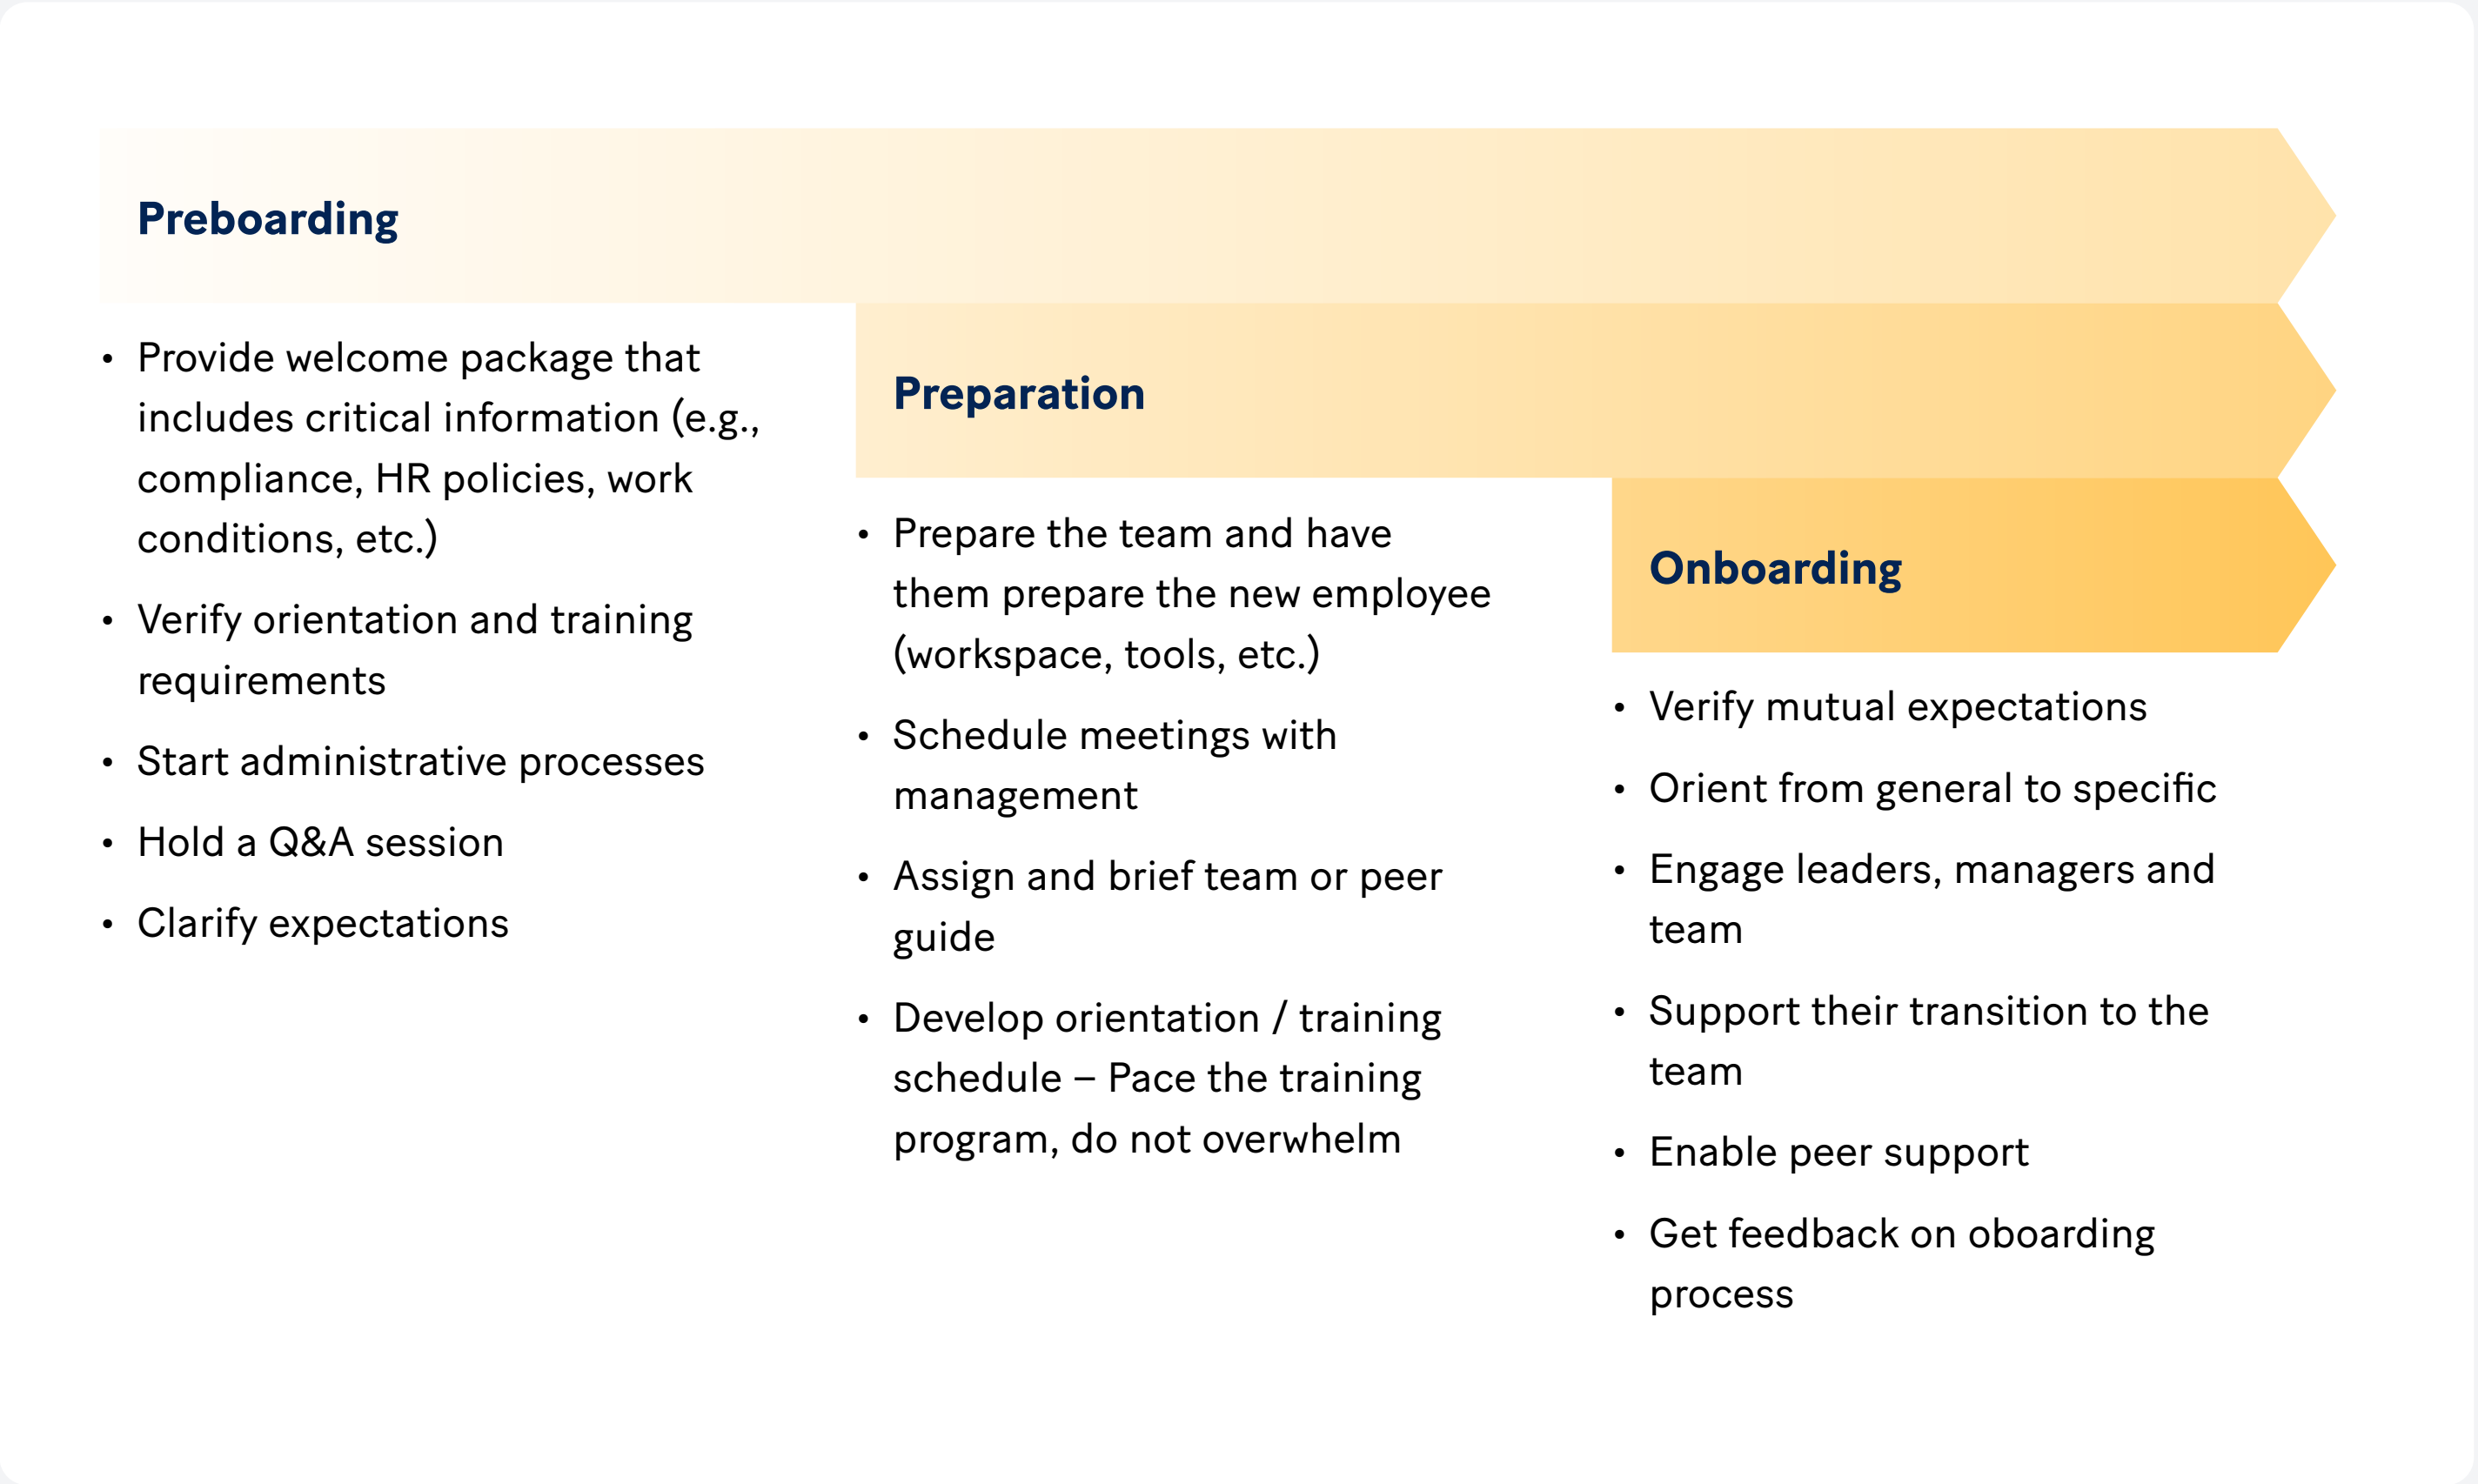 Preboarding
• Provide welcome package that
includes critical information (e.g.,
compliance, HR policies, work
conditions, etc.)
• Verify orientation and training
requirements
• Start administrative processes
• Hold a Q&A session
• Clarify expectations
Preparation
• Prepare the team and have
them prepare the new employee
(workspace, tools, etc.)
• Schedule meetings with
management
• Assign and brief team or peer
guide
• Develop orientation / training
schedule – Pace the training
program, do not overwhelm
Onboarding
• Verify mutual expectations
• Orient from general to specific
• Engage leaders, managers and
team
• Support their transition to the
team
• Enable peer support
• Get feedback on oboarding
process